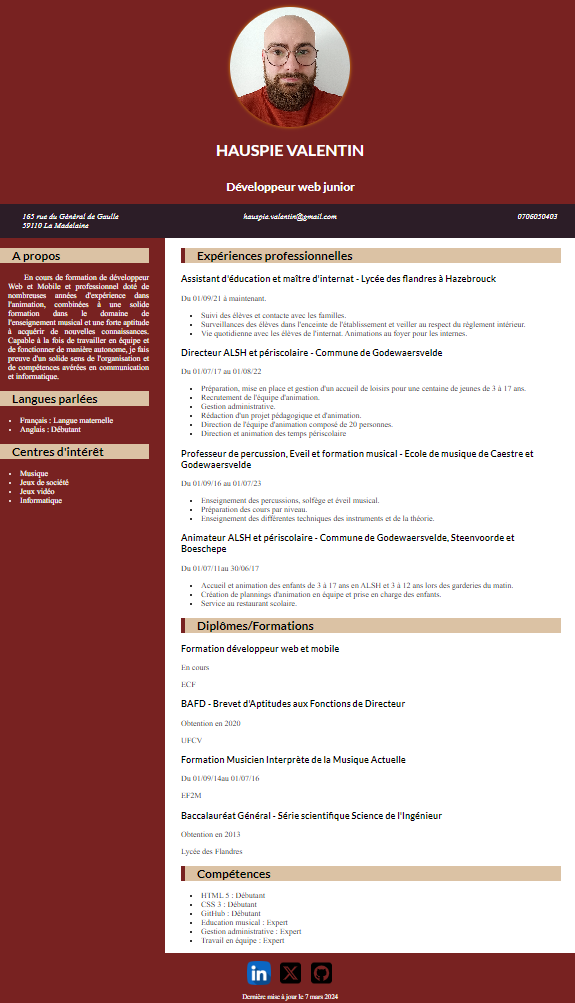 HAUSPIE VALENTIN
Développeur web junior
165 rue du Général de Gaulle
59110 La Madelaine
hauspie.valentin@gmail.com
0706050403
A propos
En cours de formation de développeur
Web et Mobile et professionnel doté de
nombreuses années d'expérience dans
l'animation, combinées à une solide
formation dans le domaine de
l'enseignement musical et une forte aptitude
à acquérir de nouvelles connaissances.
Capable à la fois de travailler en équipe et
de fonctionner de manière autonome, je fais
preuve d'un solide sens de l'organisation et
de compétences avérées en communication
et informatique.
Langues parlées
Français : Langue maternelle
Anglais : Débutant
Centres d'intérêt
Musique
Jeux de société
Jeux vidéo
Informatique
Expériences professionnelles
Assistant d'éducation et maître d'internat - Lycée des flandres à Hazebrouck
Du 01/09/21 à maintenant.
Suivi des élèves et contacte avec les familles.
Surveillances des élèves dans l'enceinte de l'établissement et veiller au respect du règlement intérieur.
Vie quotidienne avec les élèves de l'internat. Animations au foyer pour les internes.
Directeur ALSH et périscolaire - Commune de Godewaersvelde
Du 01/07/17 au 01/08/22
Préparation, mise en place et gestion d'un accueil de loisirs pour une centaine de jeunes de 3 à 17 ans.
Recrutement de l'équipe d'animation.
Gestion administrative.
Rédaction d'un projet pédagogique et d'animation.
Direction de l'équipe d'animation composé de 20 personnes.
Direction et animation des temps périscolaire
Professeur de percussion, Eveil et formation musical - Ecole de musique de Caestre et
Godewaersvelde
Du 01/09/16 au 01/07/23
Enseignement des percussions, solfège et éveil musical.
Préparation des cours par niveau.
Enseignement des différentes techniques des instruments et de la théorie.
Animateur ALSH et périscolaire - Commune de Godewaersvelde, Steenvoorde et
Boeschepe
Du 01/07/11au 30/06/17
Accueil et animation des enfants de 3 à 17 ans en ALSH et 3 à 12 ans lors des garderies du matin.
Création de plannings d'animation en équipe et prise en charge des enfants.
Service au restaurant scolaire.
Diplômes/Formations
Formation développeur web et mobile
En cours
ECF
BAFD - Brevet d'Aptitudes aux Fonctions de Directeur
Obtention en 2020
UFCV
Formation Musicien Interprète de la Musique Actuelle
Du 01/09/14au 01/07/16
EF2M
Baccalauréat Général - Série scientifique Science de l'Ingénieur
Obtention en 2013
Lycée des Flandres
Compétences
HTML 5 : Débutant
CSS 3 : Débutant
GitHub : Débutant
Education musical : Expert
Gestion administrative : Expert
Travail en équipe : Expert
in X
Dernière mise à jour le 7 mars 2024